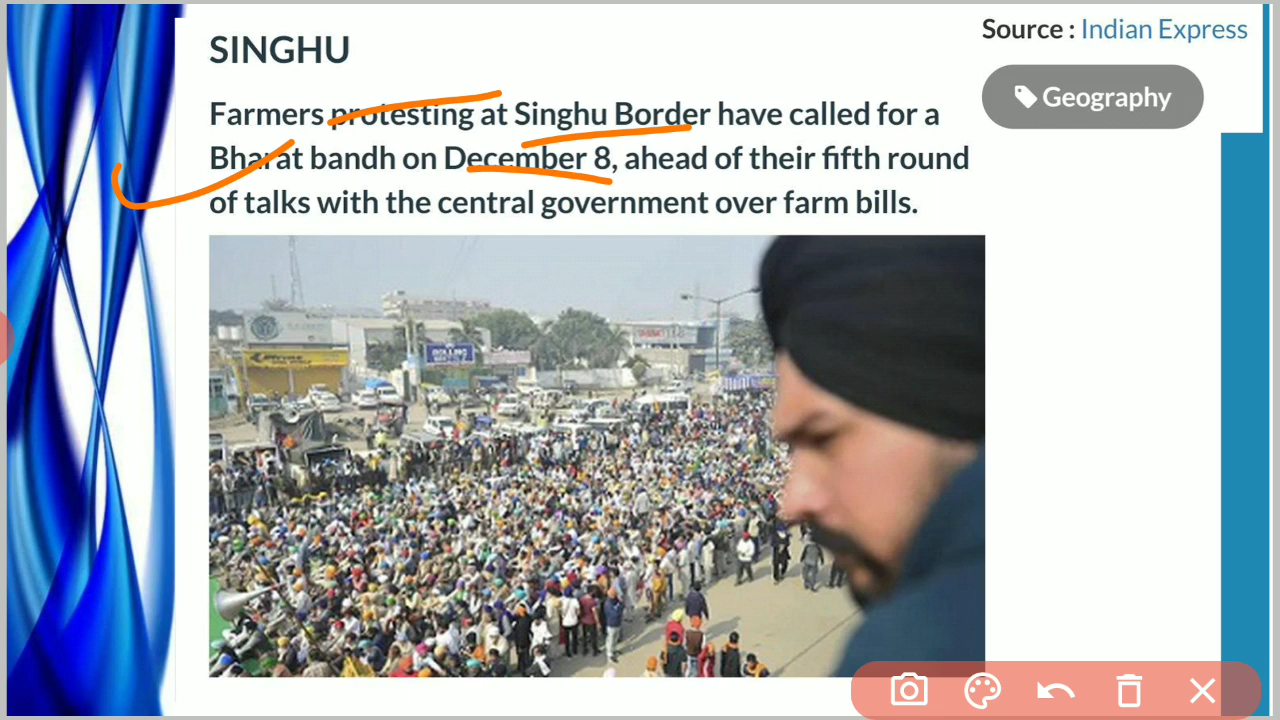 SINGHU
Source : Indian Express
Geography
Farmers protesting at Singhu Border have called for a
Bharat bandh on December 8, ahead of their fifth round
of talks with the central government over farm bills.